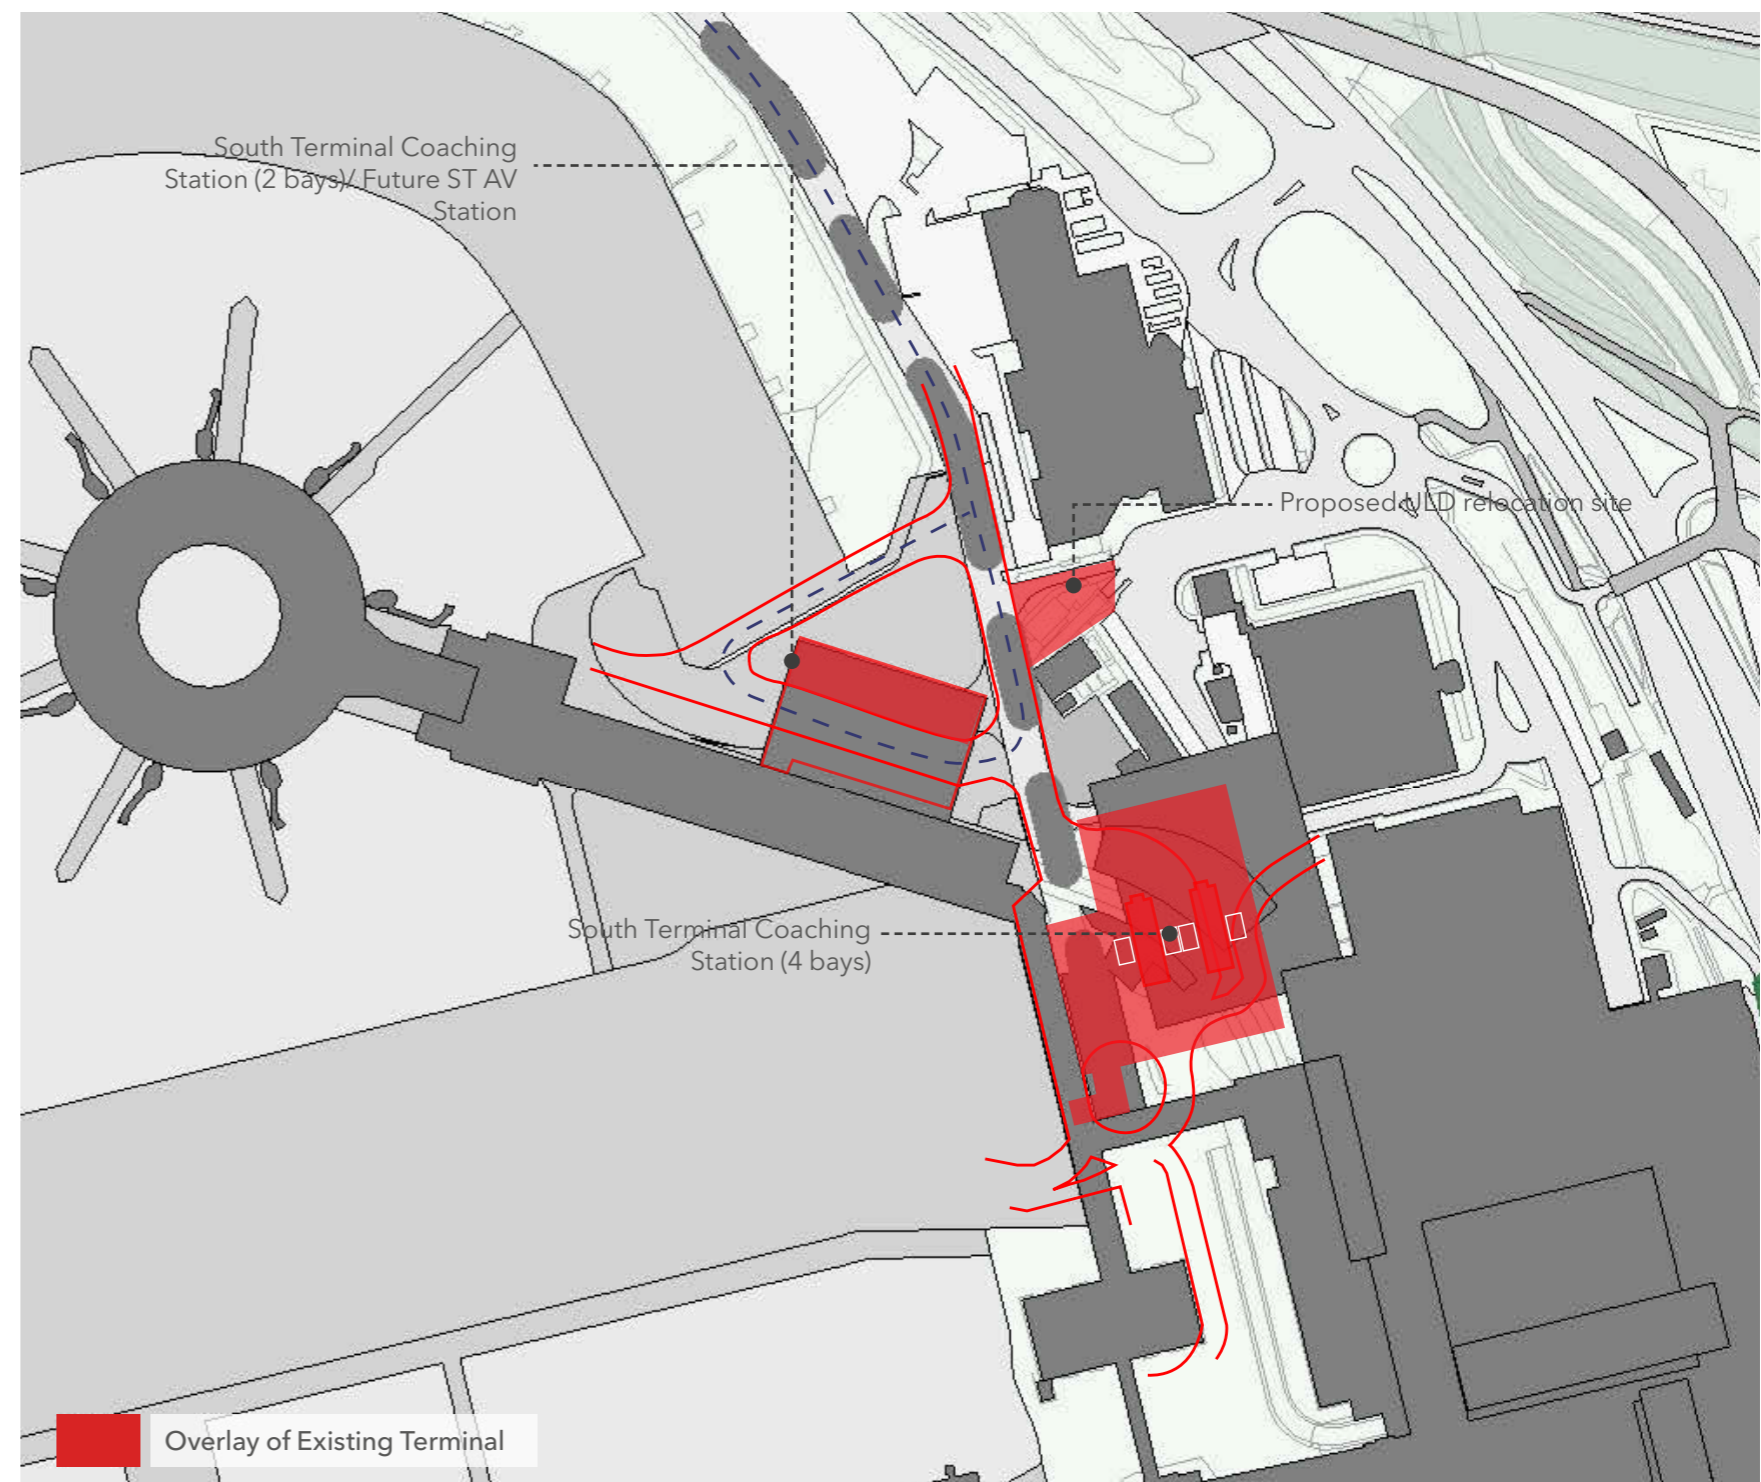 South Terminal Coaching
Station (2 bays)/ Future ST AV
Station
Proposed ULD relocation site
South Terminal Coaching
Station (4 bays)
Overlay of Existing Terminal